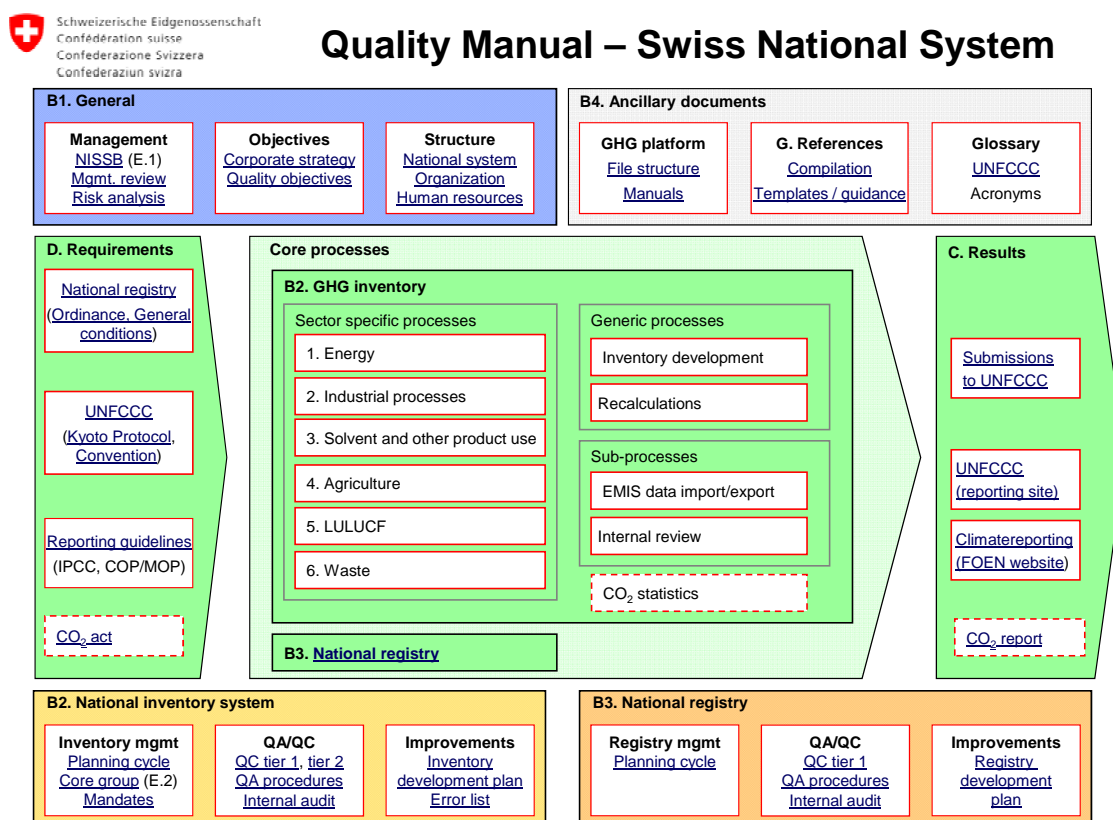 Schweizerische Eidgenossenschaft
Confédération suisse
Confederazione Svizzera
Confederaziun svizra
Quality Manual – Swiss National System
B1. General
Management
NISSB (E.1)
Mgmt. review
Risk analysis
Objectives
Corporate strategy
Quality objectives
Structure
National system
Organization
Human resources
B4. Ancillary documents
GHG platform
File structure
Manuals
G. References
Compilation
Templates / guidance
Glossary
UNFCCC
Acronyms
D. Requirements
National registry
(Ordinance, General
conditions)
UNFCCC
(Kyoto Protocol,
Convention)
Reporting guidelines
(IPCC, COP/MOP)
CO2 act
Core processes
B2. GHG inventory
Sector specific processes
1. Energy
2. Industrial processes
3. Solvent and other product use
4. Agriculture
5. LULUCF
6. Waste
Generic processes
Inventory development
Recalculations
Sub-processes
EMIS data import/export
Internal review
CO2 statistics
B3. National registry
C. Results
Submissions
to UNFCCC
UNFCCC
(reporting site)
Climatereporting
(FOEN website)
CO2 report
B2. National inventory system
Inventory mgmt
Planning cycle
Core group (E.2)
Mandates
QA/QC
QC tier 1, tier 2
QA procedures
Internal audit
Improvements
Inventory
development plan
Error list
B3. National registry
Registry mgmt
Planning cycle
QA/QC
QC tier 1
QA procedures
Internal audit
Improvements
Registry
development
plan